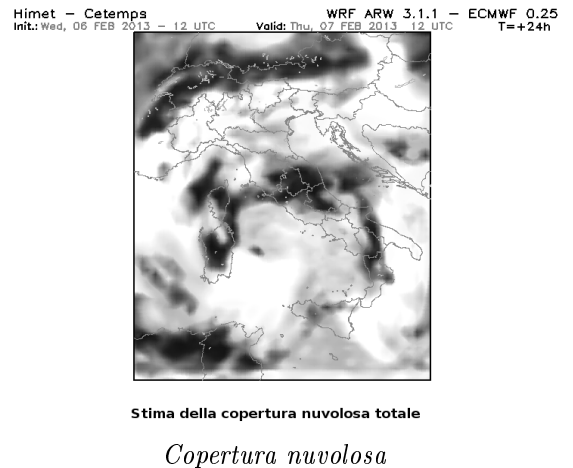 Himet – Cetemps WRF ARW 3.1.1 – ECMWF 0.25
Init.: Wed, 06 FEB 2013 – 12 UTC Valid: Thu, 07 FEB 2013 12 UTC T=+24h
Stima della copertura nuvolosa totale
Copertura nuvolosa